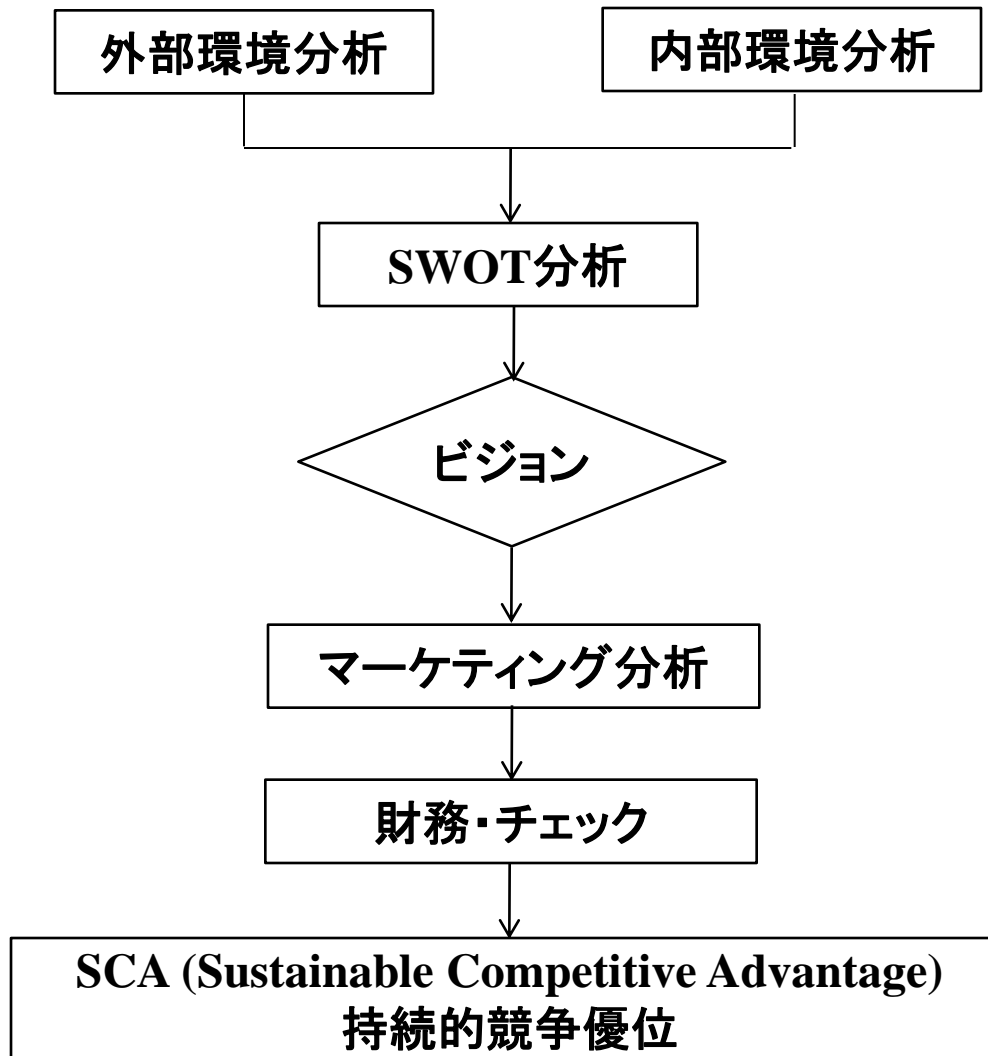 外部環境分析
内部環境分析
SWOT分析
ビジョン
マーケティング分析
財務・チェック
SCA (Sustainable Competitive Advantage)
持続的競争優位